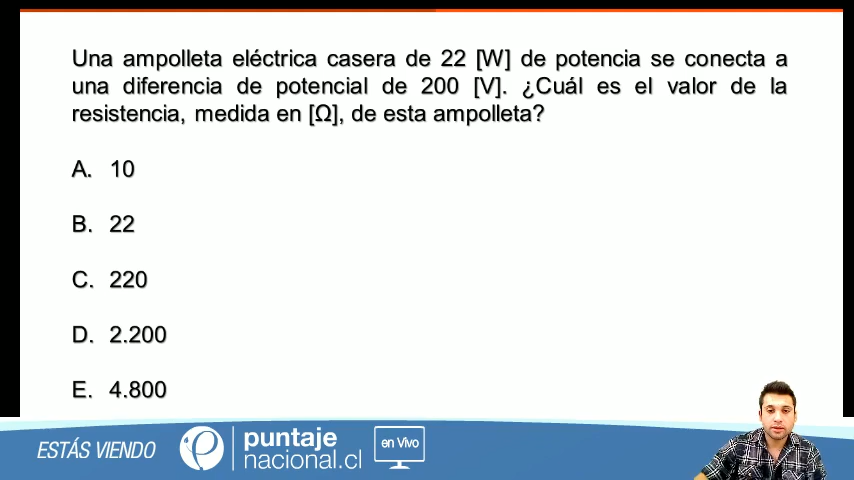 Una ampolleta eléctrica casera de 22 [W] de potencia se conecta a
una diferencia de potencial de 200 [V]. ¿Cuál es el valor de la
resistencia, medida en [Ω], de esta ampolleta?
A. 10
B. 22
C. 220
D. 2.200
E. 4.800
ESTÁS VIENDO
puntaje
nacional.cl
en Vivo